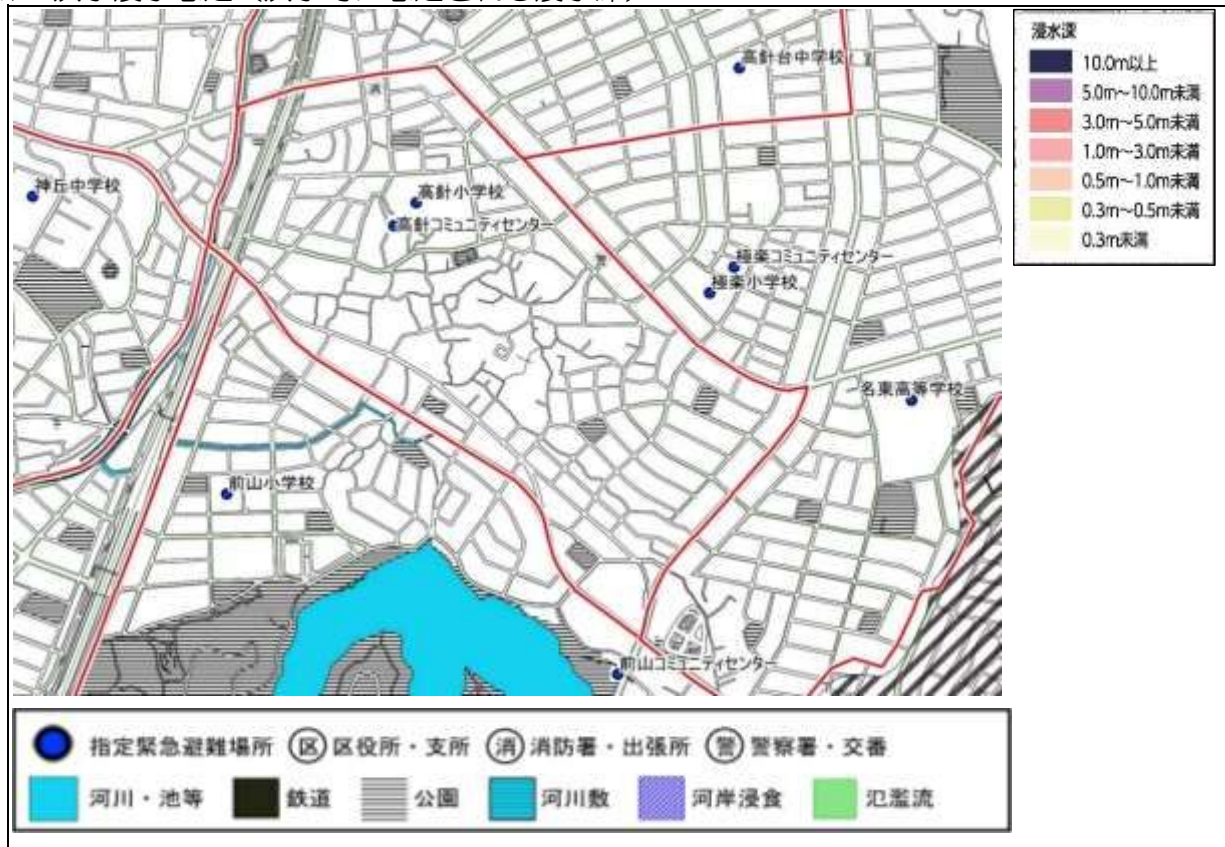 高針台中学校
神丘中学校
高針小学校
高針コミュニティセンター
極楽コミュニティセンター
極楽小学校
名東高等学校
前山小学校
前山コミュニティセンター
浸水深
10.0m以上
5.0m～10.0m未満
3.0m～5.0m未満
1.0m～3.0m未満
0.5m～1.0m未満
0.3m～0.5m未満
0.3m未満
指定緊急避難場所 区 区役所・支所 消 消防署・出張所 警 警察署・交番
河川・池等 鉄道 公園 河川敷 河岸浸食 氾濫流